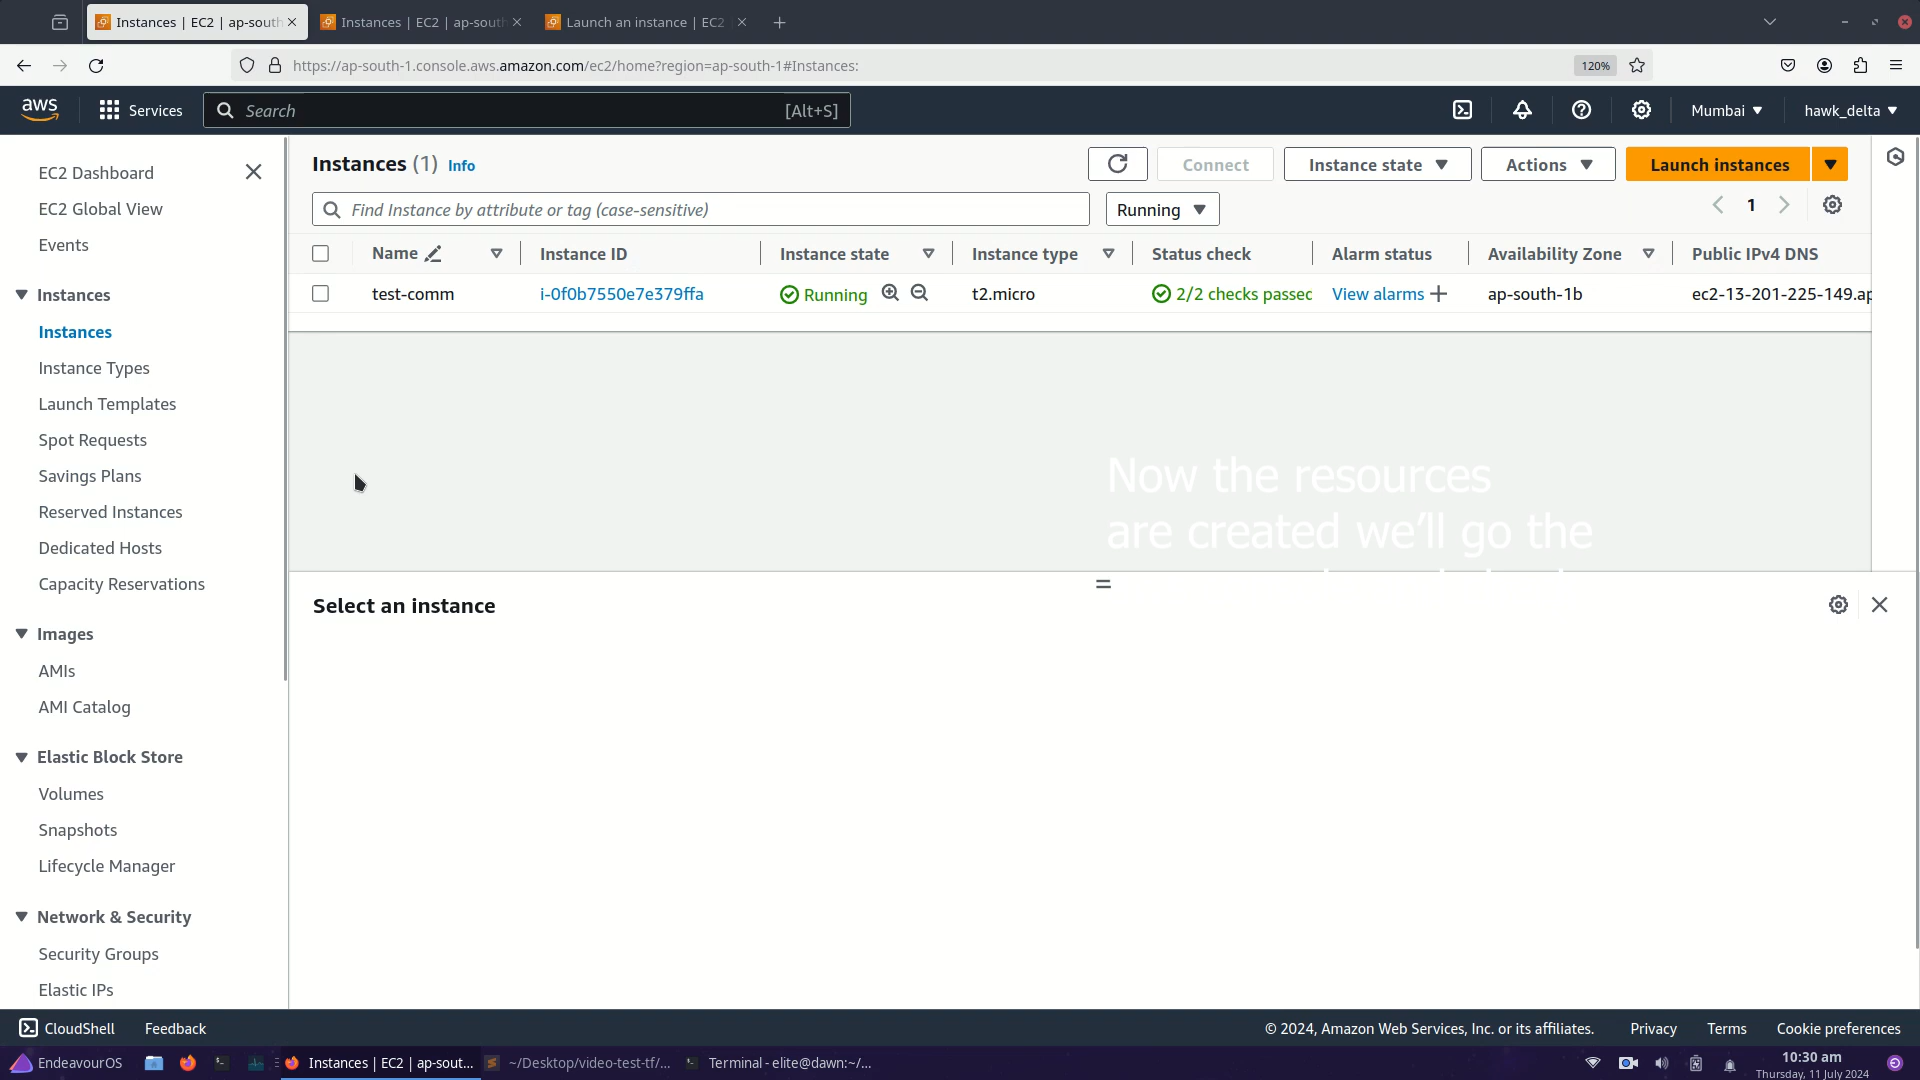 Instances | EC2 | ap-south
Instances | EC2 | ap-south
Launch an instance | EC2
https://ap-south-1.console.aws.amazon.com/ec2/home?region=ap-south-1#Instances:
120%
aws
Services
Search
[Alt+S]
Mumbai
hawk_delta
EC2 Dashboard
EC2 Global View
Events
Instances
Instances
Instance Types
Launch Templates
Spot Requests
Savings Plans
Reserved Instances
Dedicated Hosts
Capacity Reservations
Images
AMIs
AMI Catalog
Elastic Block Store
Volumes
Snapshots
Lifecycle Manager
Network & Security
Security Groups
Elastic IPs
Instances (1) Info
Connect
Instance state
Actions
Launch instances
Find Instance by attribute or tag (case-sensitive)
Running
1
Name
Instance ID
Instance state
Instance type
Status check
Alarm status
Availability Zone
Public IPv4 DNS
test-comm
i-0f0b7550e7e379ffa
Running
t2.micro
2/2 checks passed
View alarms
ap-south-1b
ec2-13-201-225-149.ap
Now the resources
are created we'll go the
Select an instance
CloudShell
Feedback
© 2024, Amazon Web Services, Inc. or its affiliates.
Privacy
Terms
Cookie preferences
EndeavourOS
Instances | EC2 | ap-sout...
~/Desktop/video-test-tf/...
Terminal - elite@dawn:~/...
10:30 am
Thursday, 11 July 2024